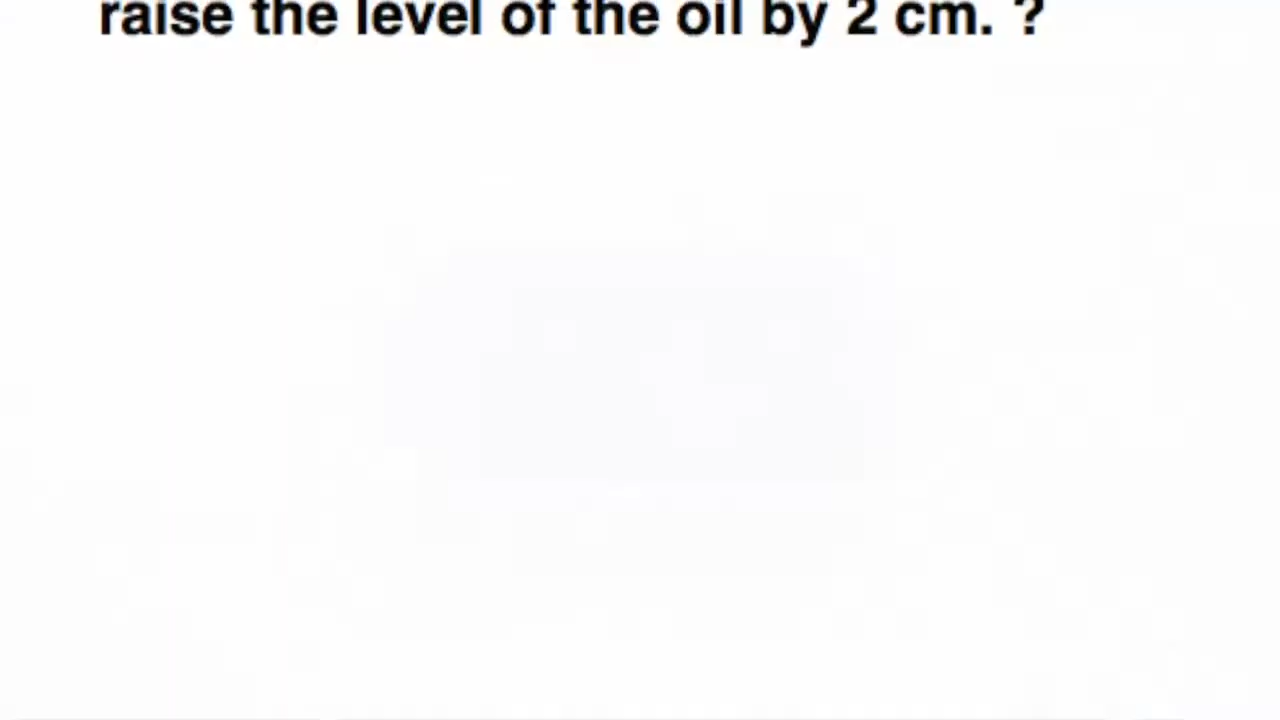 raise the level of the oil by 2 cm. ?